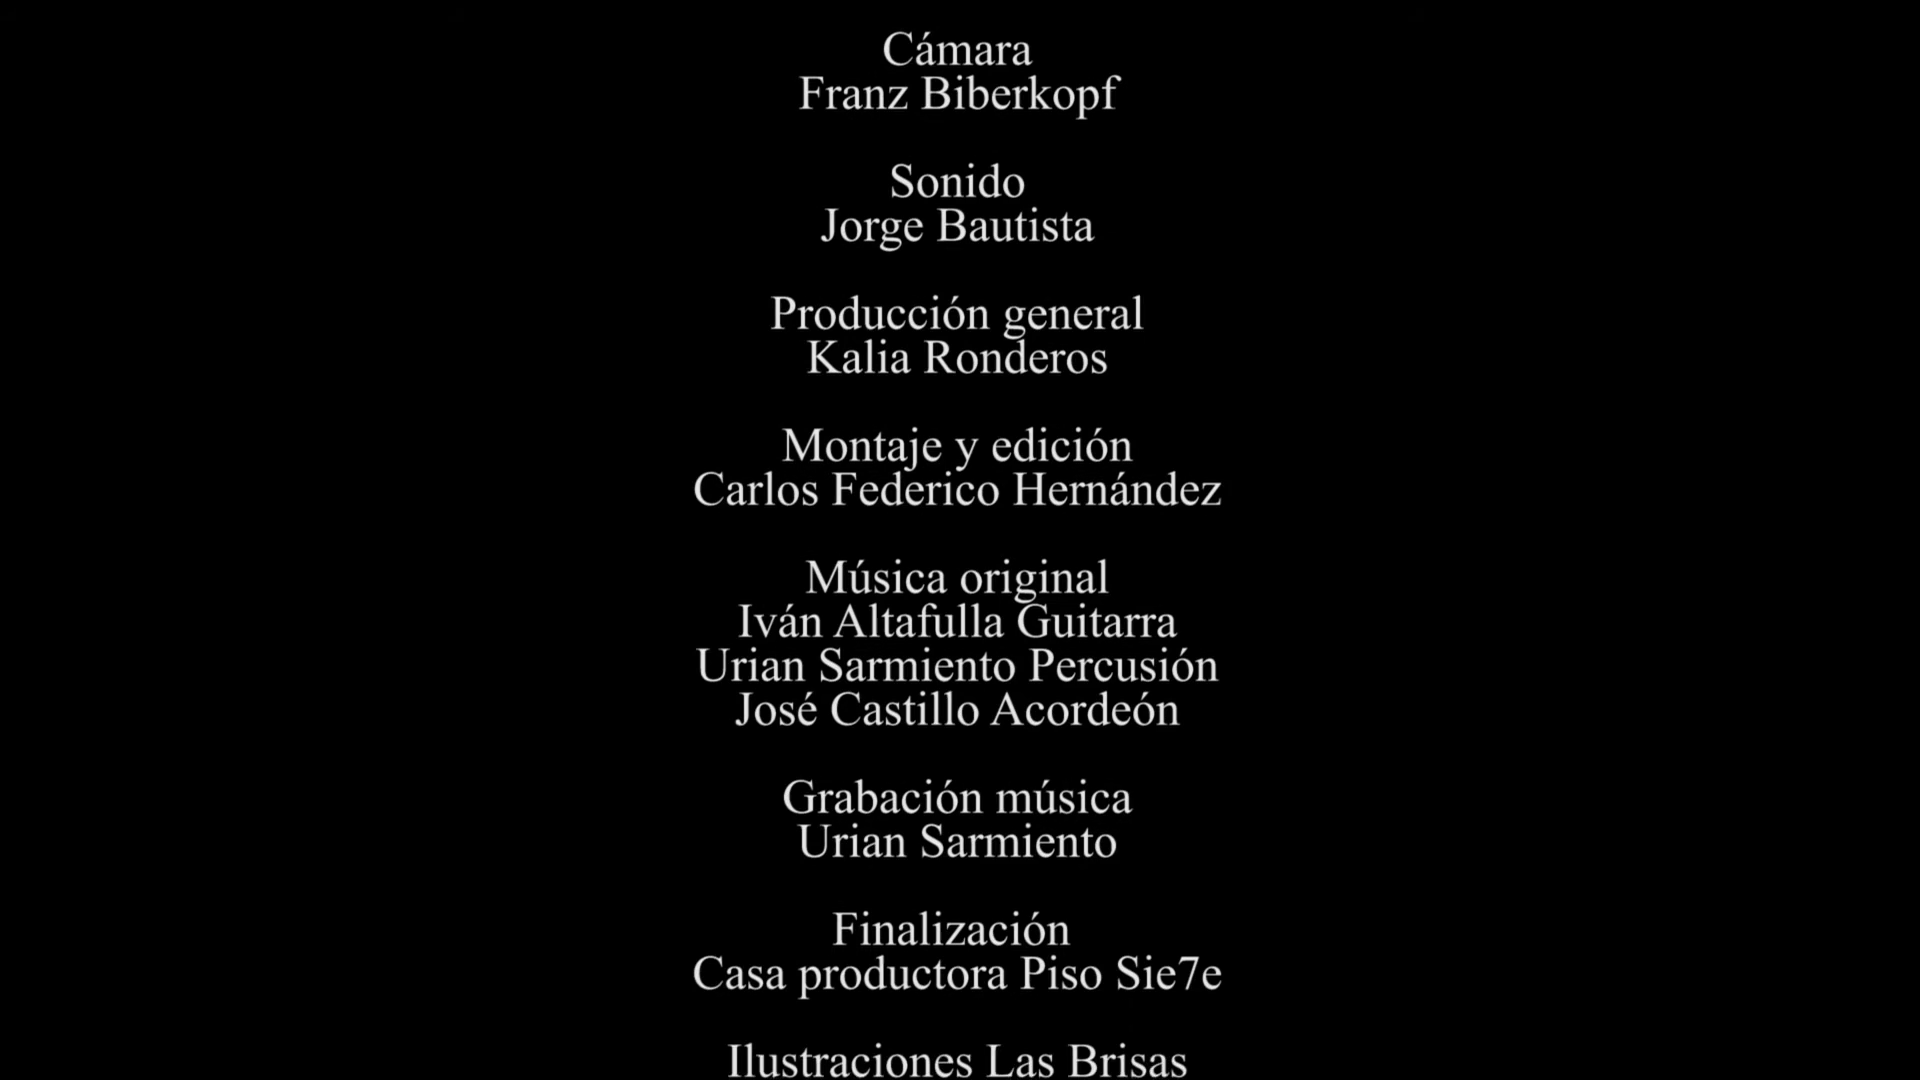 Cámara
Franz Biberkopf
Sonido
Jorge Bautista
Producción general
Kalia Ronderos
Montaje y edición
Carlos Federico Hernández
Música original
Iván Altafulla Guitarra
Urian Sarmiento Percusión
José Castillo Acordeón
Grabación música
Urian Sarmiento
Finalización
Casa productora Piso Sie7e
Ilustraciones Las Brisas